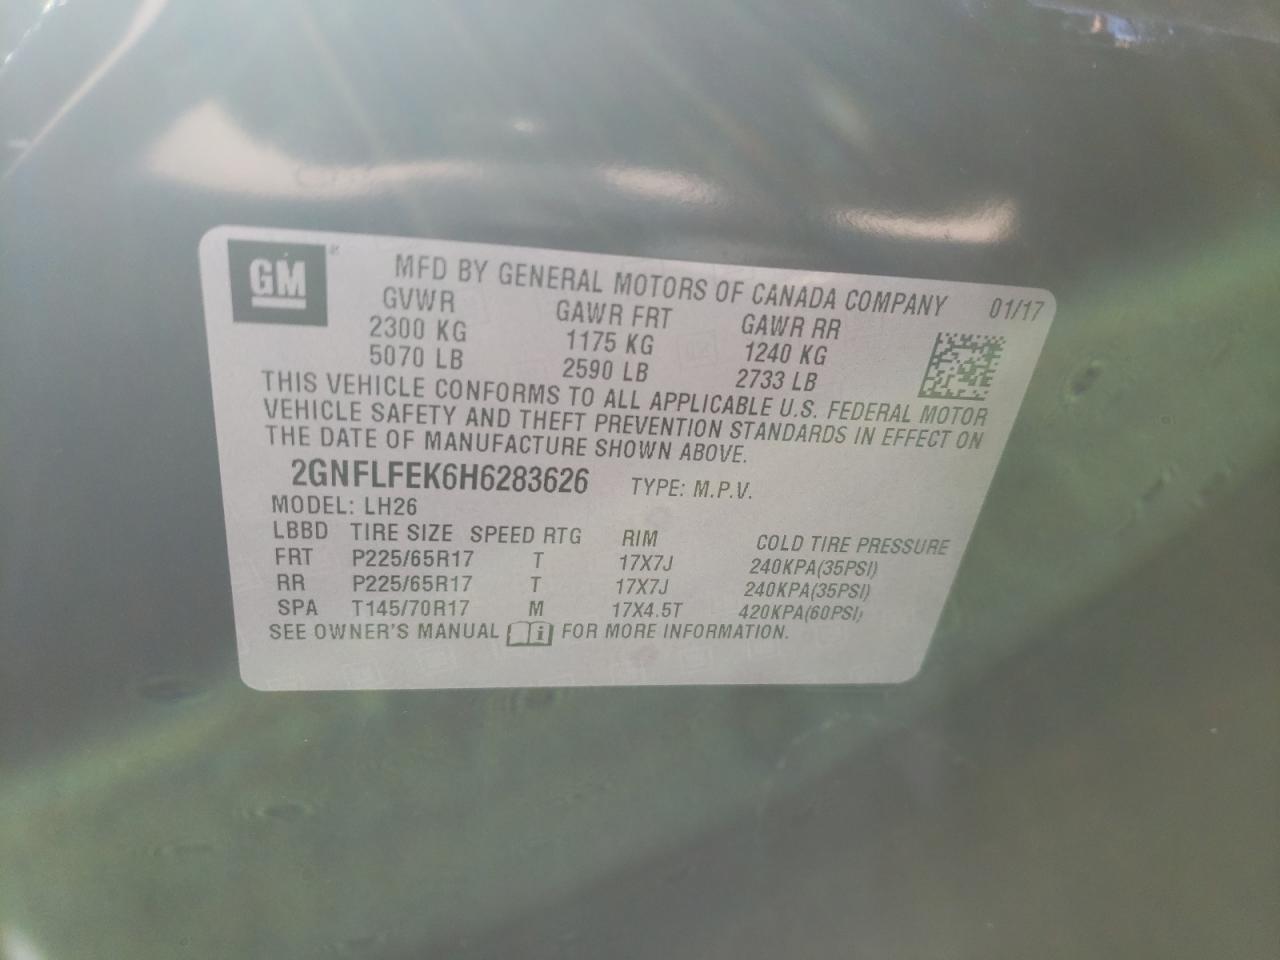 GM
MFD BY GENERAL MOTORS OF CANADA COMPANY 01/17
GVWR GAWR FRT GAWR RR
2300 KG 1175 KG 1240 KG
5070 LB 2590 LB 2733 LB
THIS VEHICLE CONFORMS TO ALL APPLICABLE U.S. FEDERAL MOTOR
VEHICLE SAFETY AND THEFT PREVENTION STANDARDS IN EFFECT ON
THE DATE OF MANUFACTURE SHOWN ABOVE.
2GNFLFEK6H6283626 TYPE: M.P.V.
MODEL: LH26
LBBD TIRE SIZE SPEED RTG RIM COLD TIRE PRESSURE
FRT P225/65R17 T 17X7J 240KPA(35PSI)
RR P225/65R17 T 17X7J 240KPA(35PSI)
SPA T145/70R17 M 17X4.5T 420KPA(60PSI)
SEE OWNER'S MANUAL FOR MORE INFORMATION.